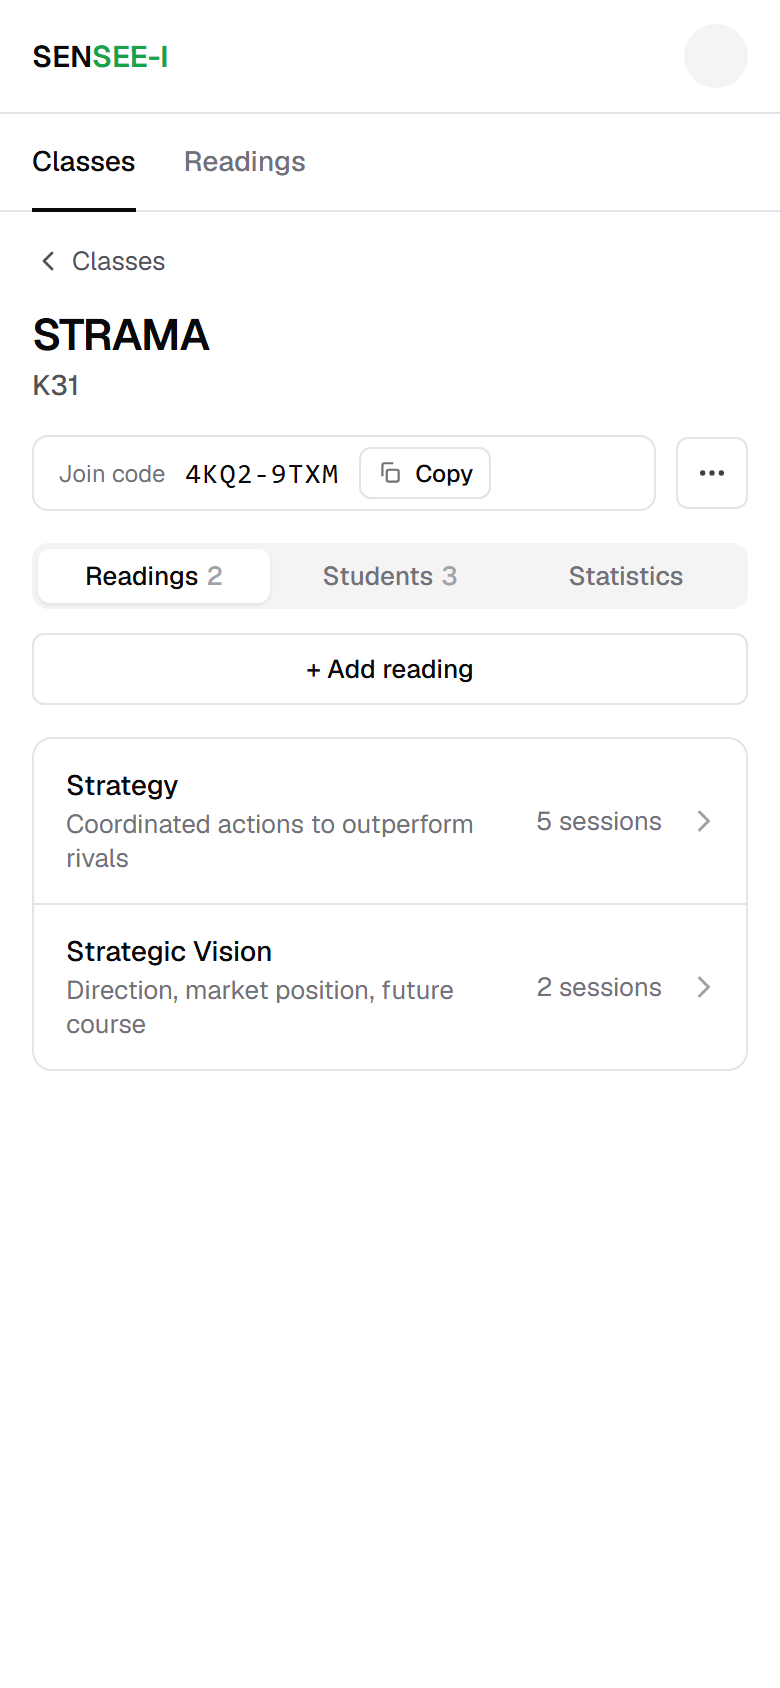 SENSEE-I
Classes Readings
Classes
STRAMA
K31
Join code 4KQ2-9TXM Copy
Readings 2 Students 3 Statistics
+ Add reading
Strategy
Coordinated actions to outperform
rivals
5 sessions
Strategic Vision
Direction, market position, future
course
2 sessions